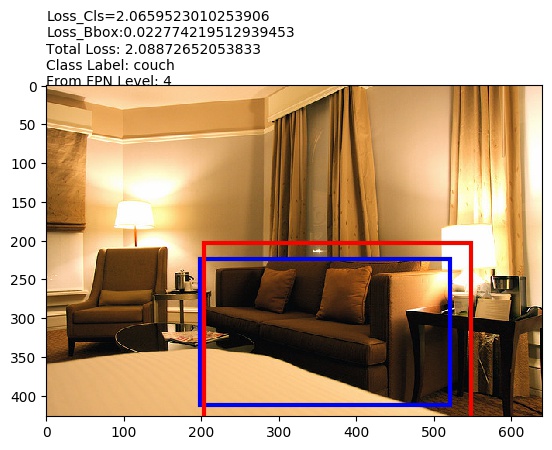 Loss_Cls=2.0659523010253906
Loss_Bbox:0.022774219512939453
Total Loss: 2.08872652053833
Class Label: couch
From FPN Level: 4
0
50
100
150
200
250
300
350
400
0 100 200 300 400 500 600